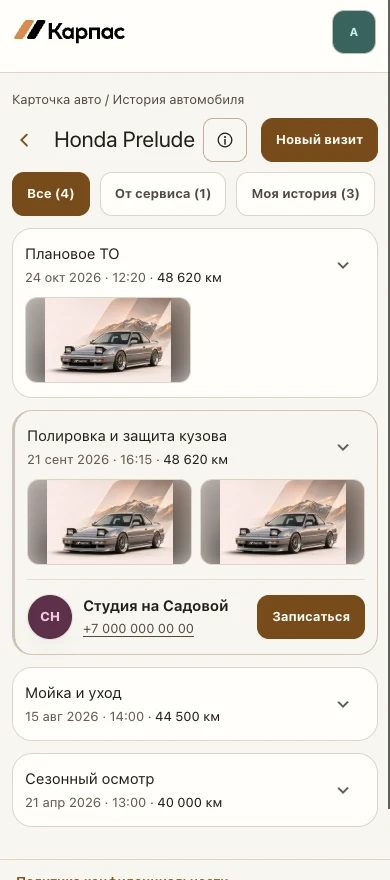 Карпас
А
Карточка авто / История автомобиля
Honda Prelude
Новый визит
Все (4)
От сервиса (1)
Моя история (3)
Плановое ТО
24 окт 2026 · 12:20 · 48 620 км
Полировка и защита кузова
21 сент 2026 · 16:15 · 48 620 км
СН
Студия на Садовой
+7 000 000 00 00
Записаться
Мойка и уход
15 авг 2026 · 14:00 · 44 500 км
Сезонный осмотр
21 апр 2026 · 13:00 · 40 000 км